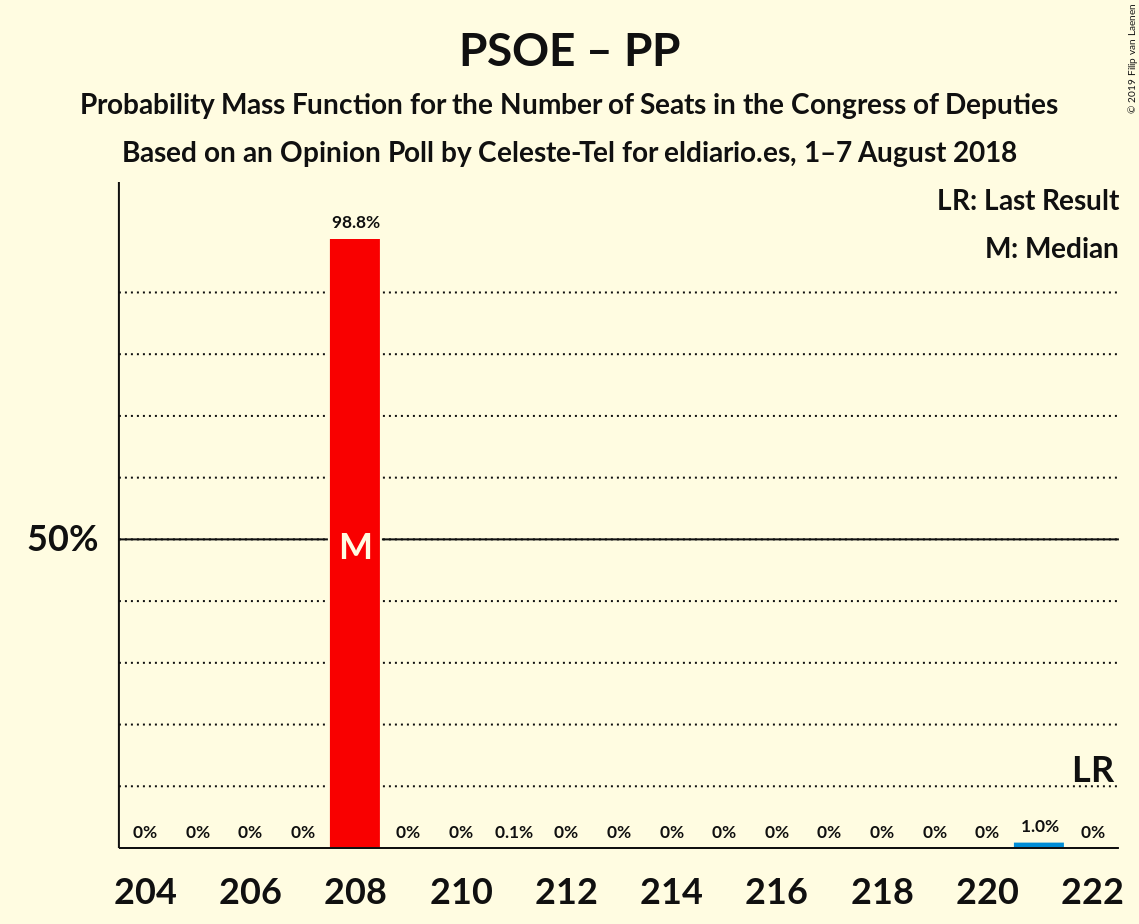 PSOE – PP
Probability Mass Function for the Number of Seats in the Congress of Deputies
Based on an Opinion Poll by Celeste-Tel for eldiario.es, 1–7 August 2018
© 2019 Filip van Laenen
LR: Last Result
M: Median
98.8%
50%
M
LR
0% 0% 0% 0% 0% 0% 0.1% 0% 0% 0% 0% 0% 0% 0% 0% 0% 1.0% 0%
204 206 208 210 212 214 216 218 220 222